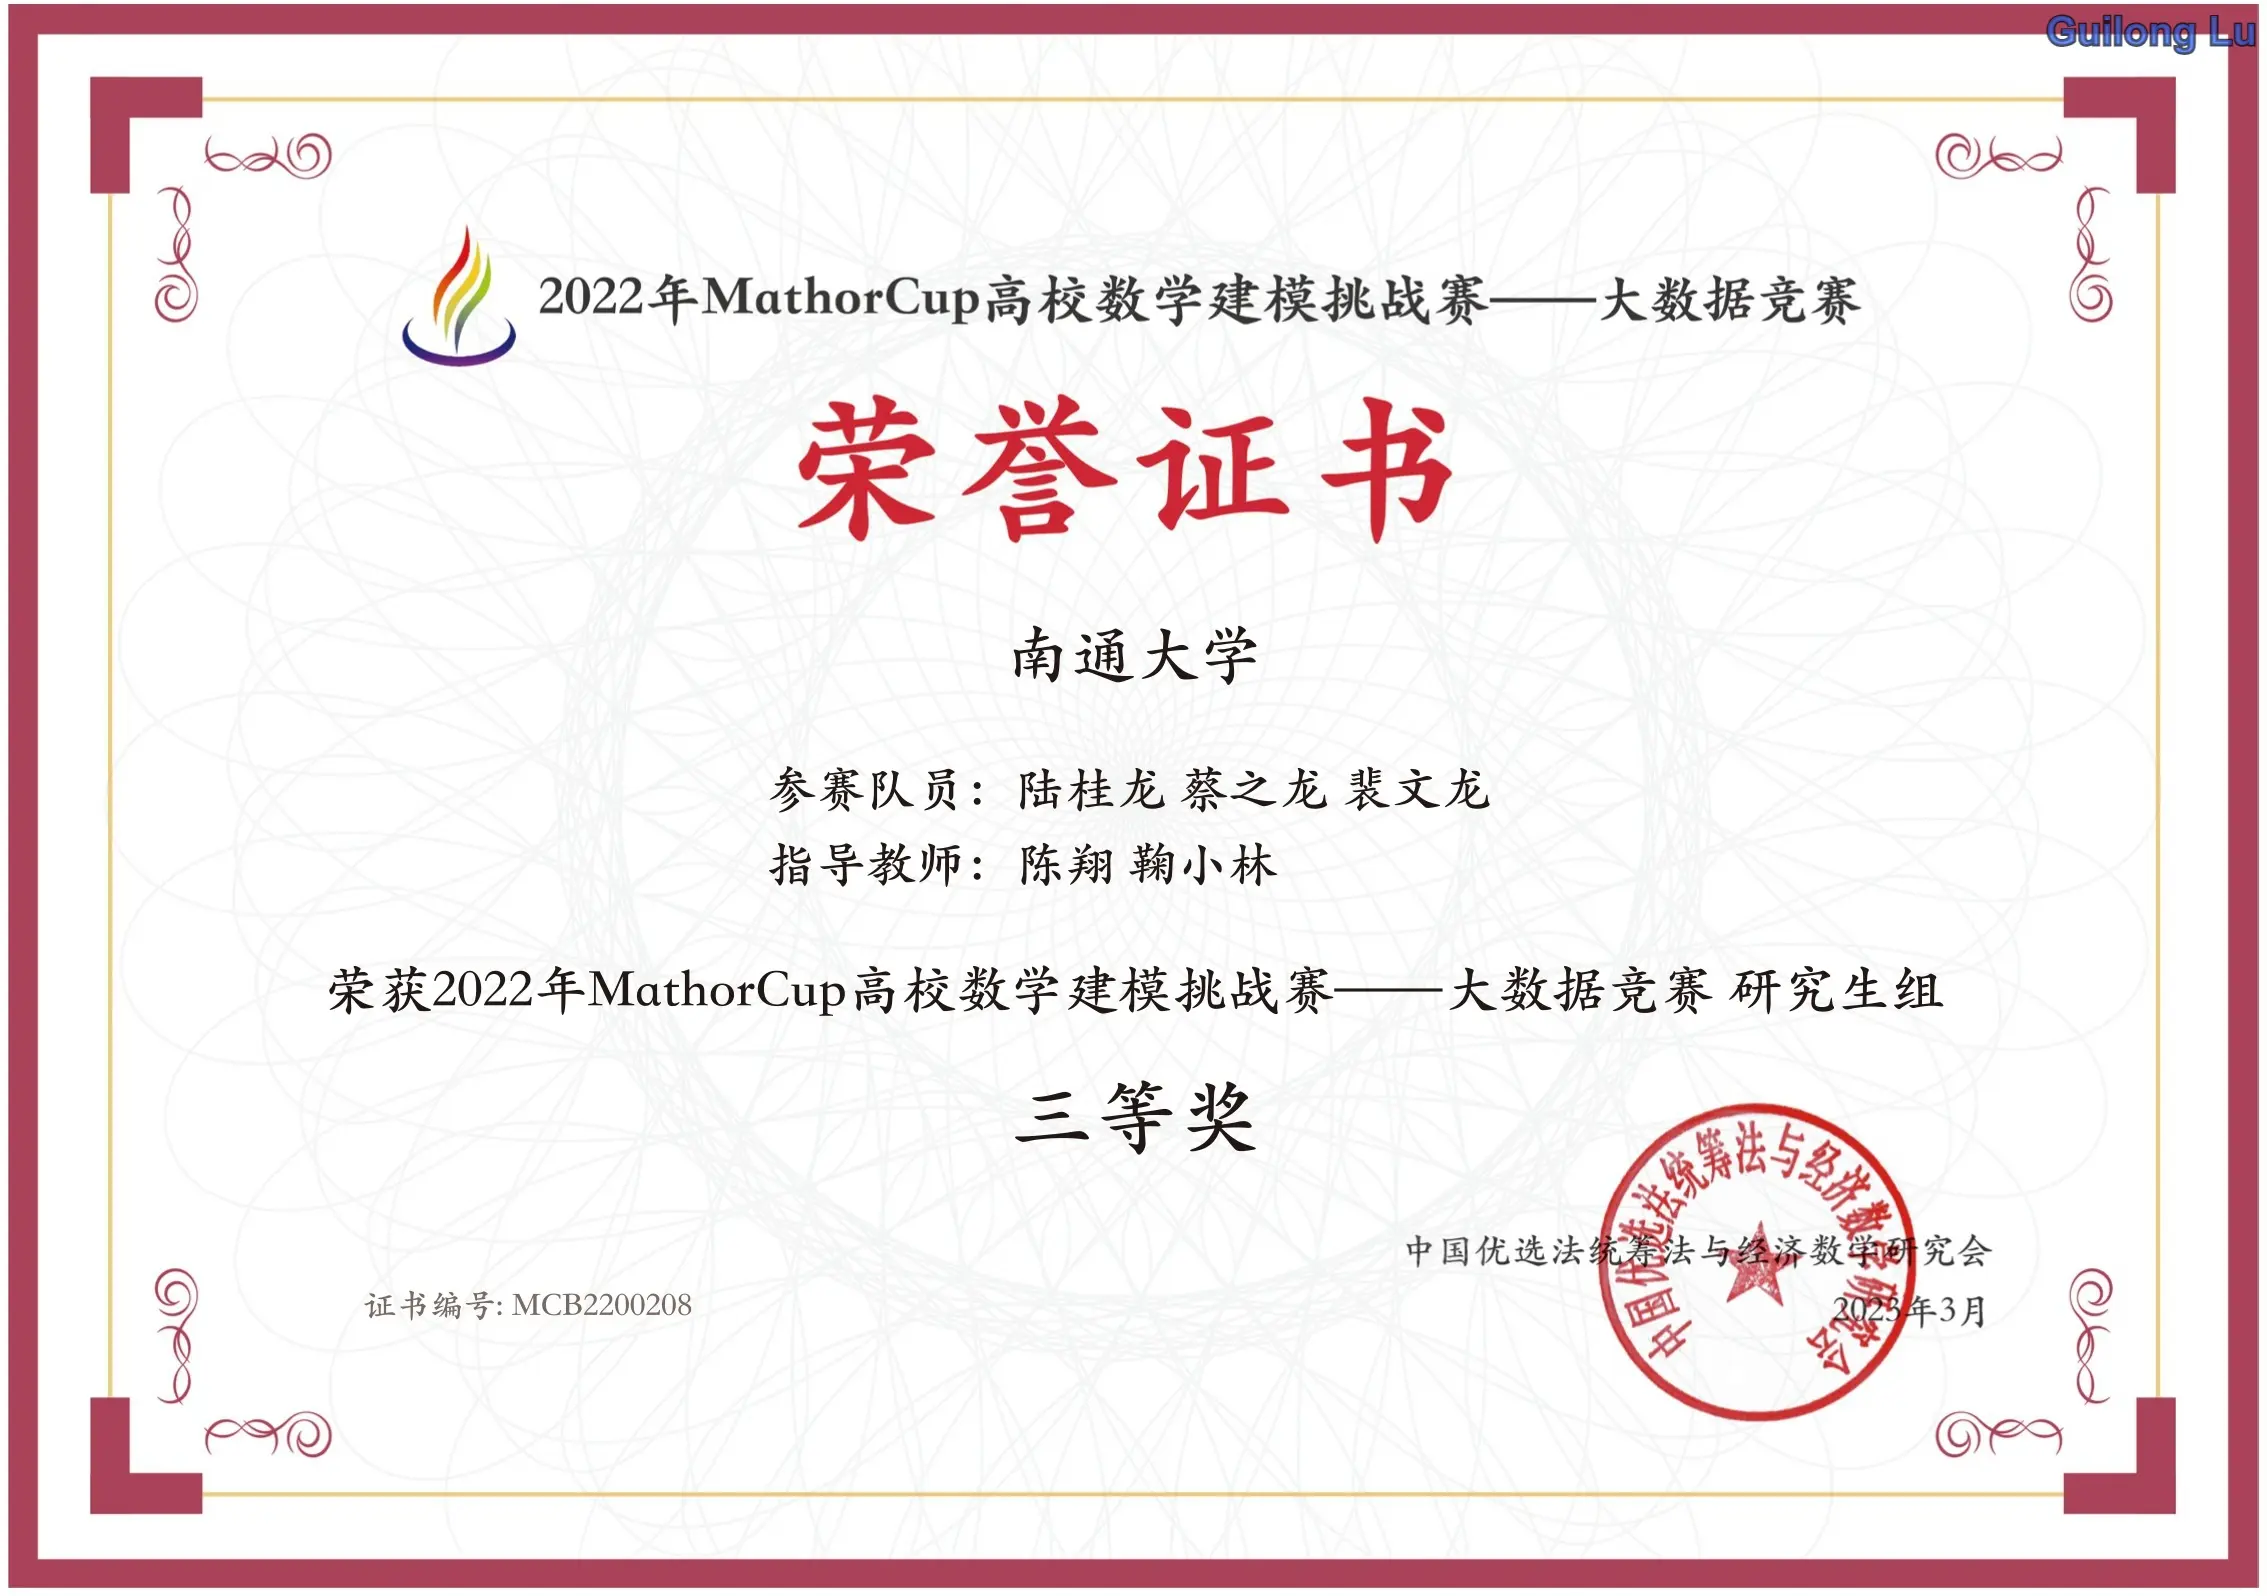 Guilong Lu
2022年MathorCup高校数学建模挑战赛——大数据竞赛
荣誉证书
南通大学
参赛队员：陆桂龙 蔡之龙 裴文龙
指导教师：陈翔 鞠小林
荣获2022年MathorCup高校数学建模挑战赛——大数据竞赛 研究生组
三等奖
中国优选法统筹法与经济数学研究会
中国优选法统筹法与经济数学研究会
证书编号: MCB2200208
2023年3月